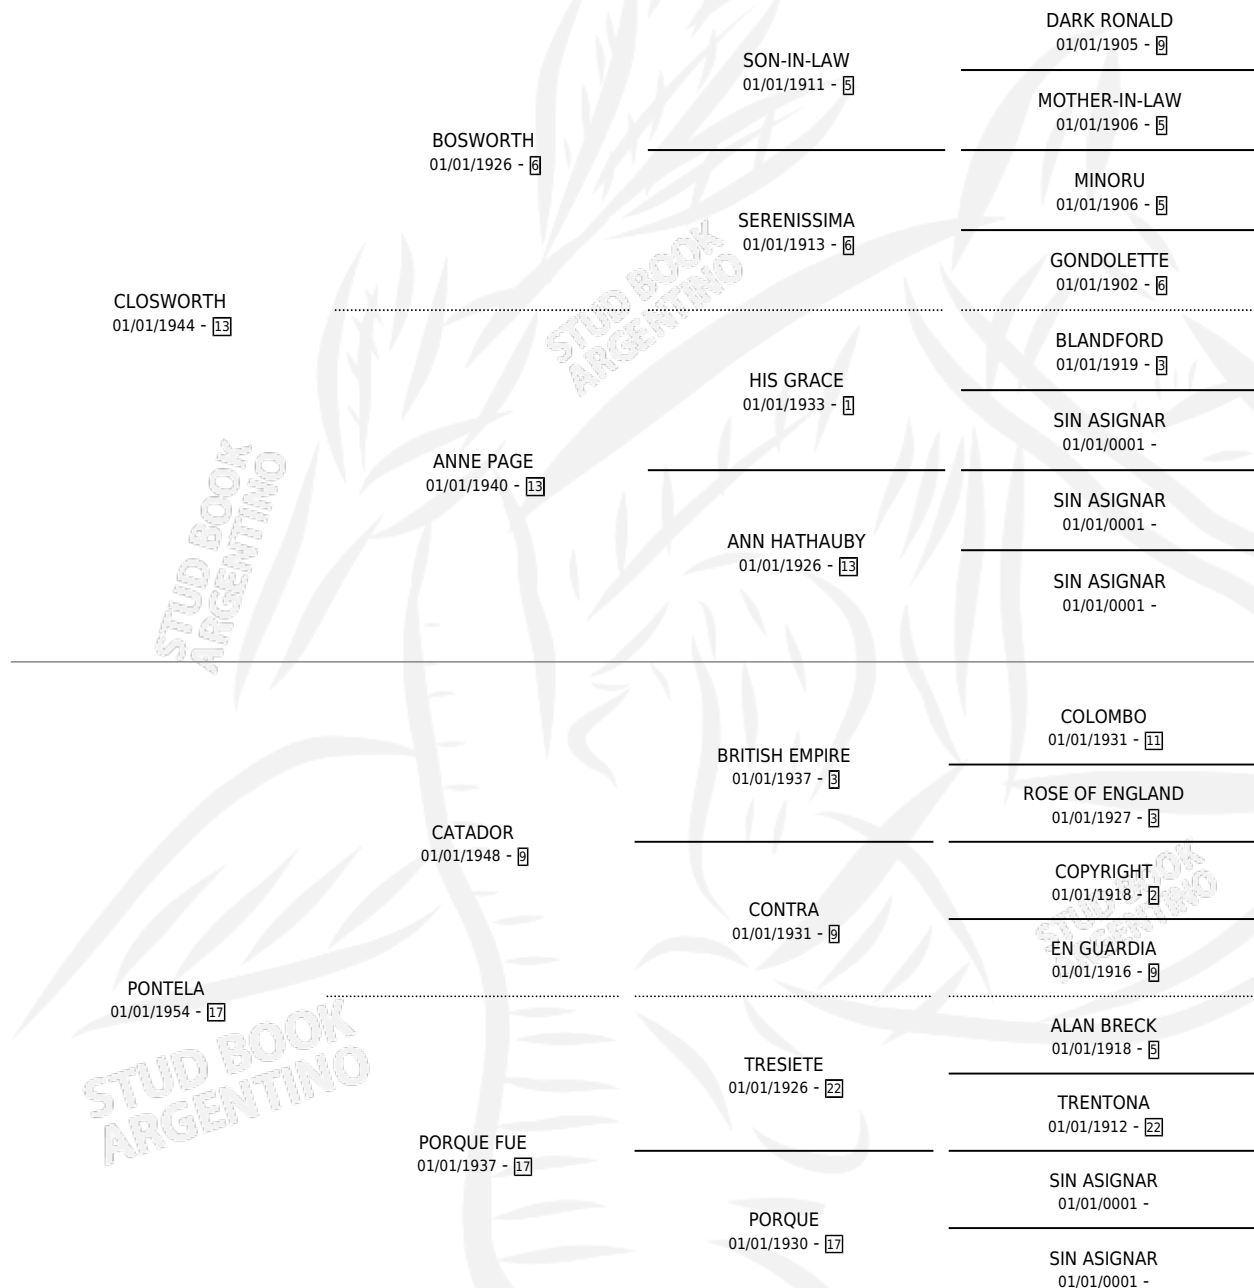 DARK RONALD
01/01/1905 - 9
SON-IN-LAW
01/01/1911 - 5
MOTHER-IN-LAW
01/01/1906 - 5
BOSWORTH
01/01/1926 - 6
MINORU
01/01/1906 - 5
SERENISSIMA
01/01/1913 - 6
GONDOLETTE
01/01/1902 - 6
CLOSWORTH
01/01/1944 - 13
BLANDFORD
01/01/1919 - 3
HIS GRACE
01/01/1933 - 1
SIN ASIGNAR
01/01/0001 -
ANNE PAGE
01/01/1940 - 13
SIN ASIGNAR
01/01/0001 -
ANN HATHAUBY
01/01/1926 - 13
SIN ASIGNAR
01/01/0001 -
COLOMBO
01/01/1931 - 11
BRITISH EMPIRE
01/01/1937 - 3
ROSE OF ENGLAND
01/01/1927 - 3
CATADOR
01/01/1948 - 9
COPYRIGHT
01/01/1918 - 2
CONTRA
01/01/1931 - 9
EN GUARDIA
01/01/1916 - 9
PONTELA
01/01/1954 - 17
ALAN BRECK
01/01/1918 - 5
TRESIETE
01/01/1926 - 22
TRENTONA
01/01/1912 - 22
PORQUE FUE
01/01/1937 - 17
SIN ASIGNAR
01/01/0001 -
PORQUE
01/01/1930 - 17
SIN ASIGNAR
01/01/0001 -
STUD BOOK
ARGENTINO
STUD BOOK
ARGENTINO
STUD BOOK
ARGENTINO
STUD BOOK
ARGENTINO